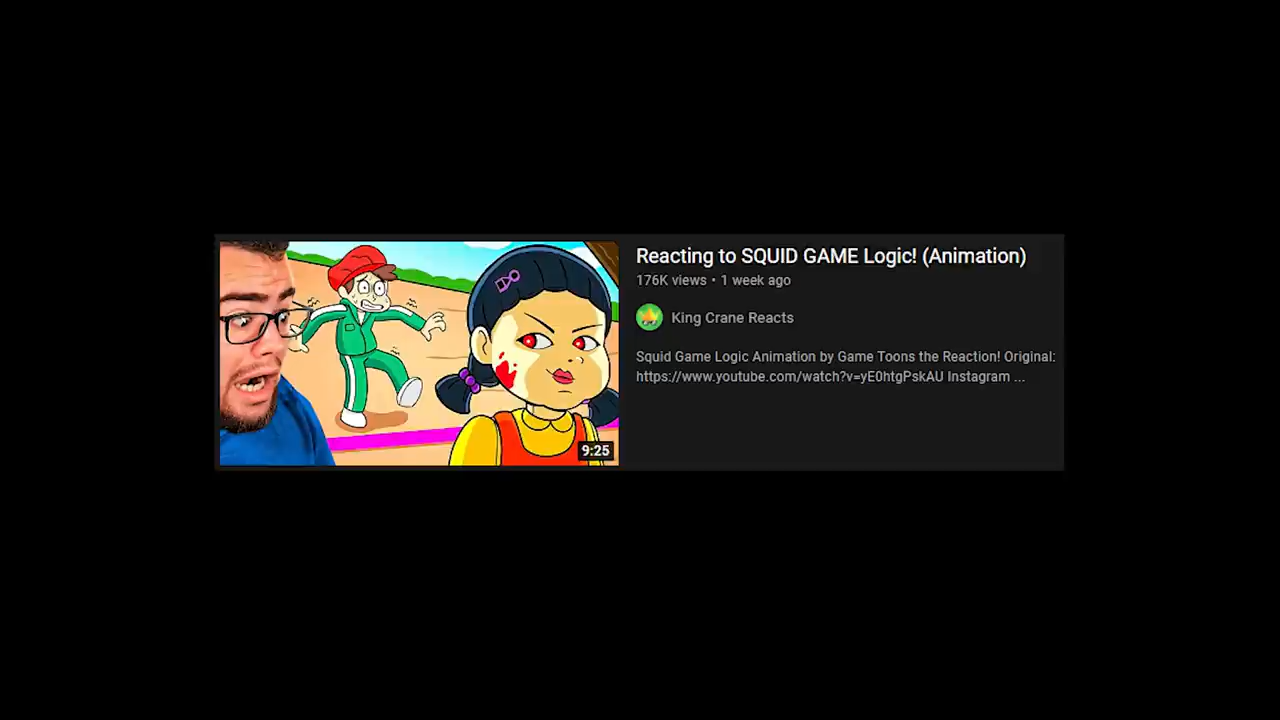 Reacting to SQUID GAME Logic! (Animation)
176K views • 1 week ago
King Crane Reacts
Squid Game Logic Animation by Game Toons the Reaction! Original:
https://www.youtube.com/watch?v=yE0htgPskAU Instagram ...
9:25